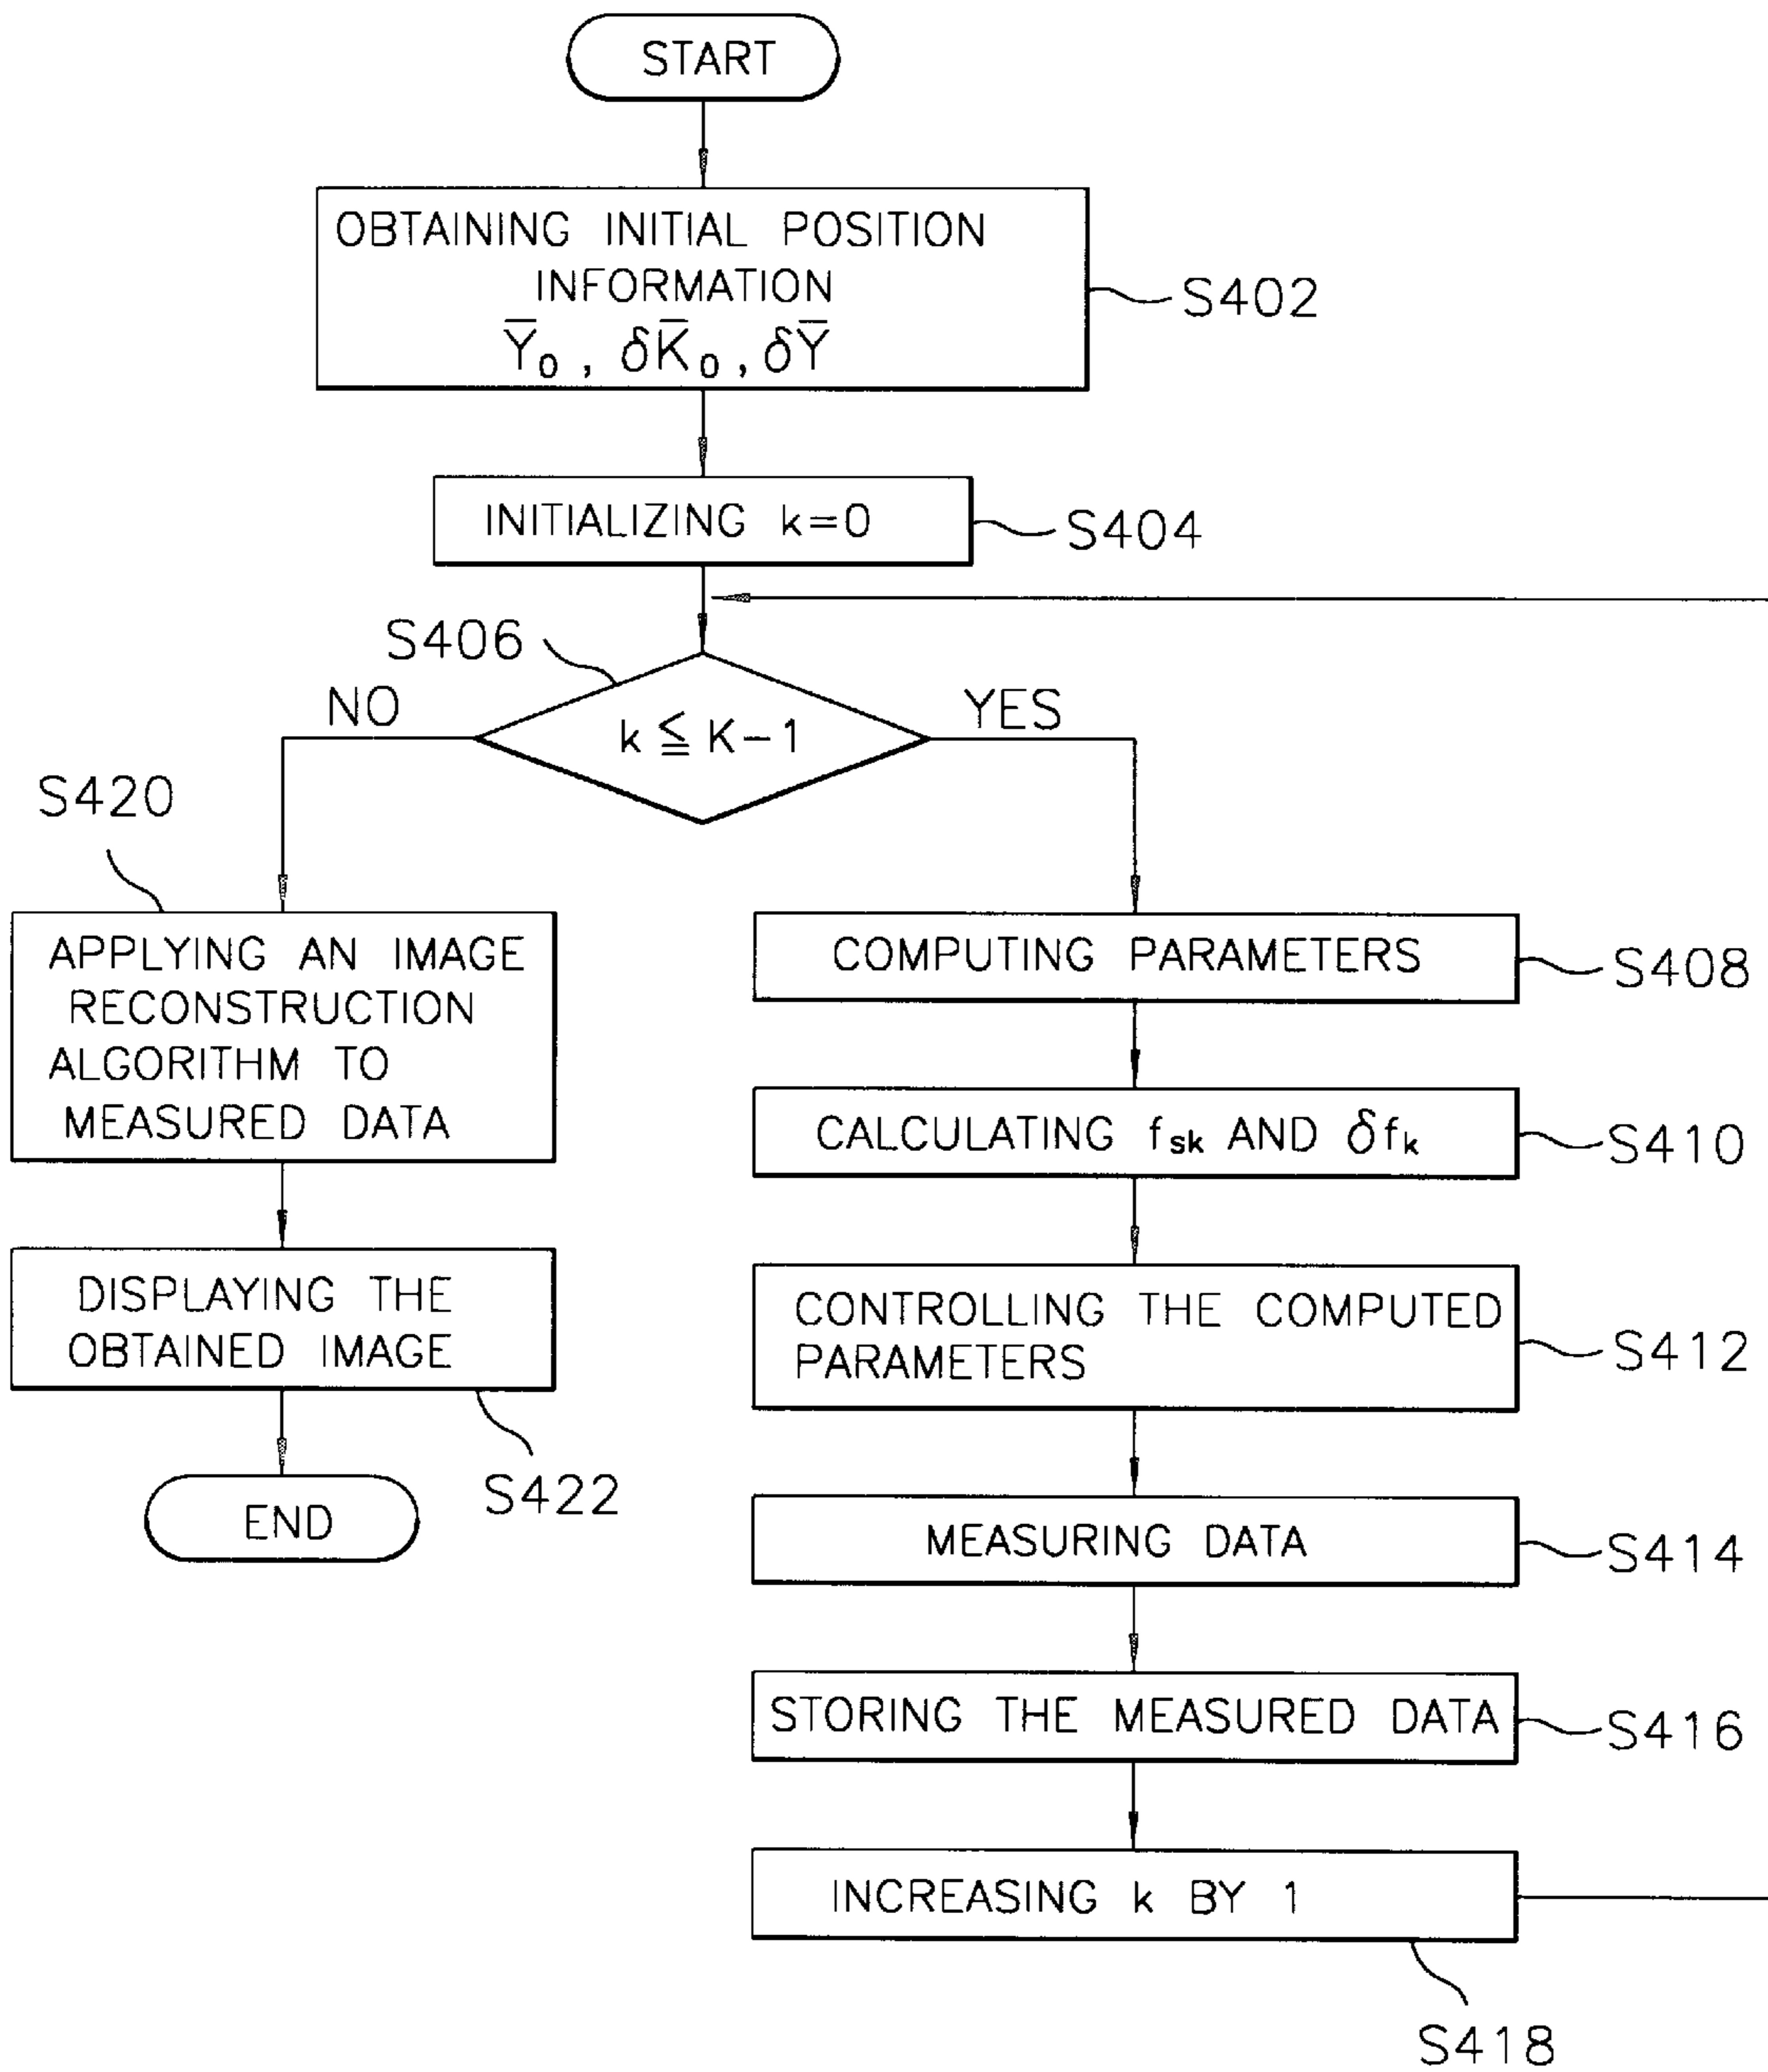 START
OBTAINING INITIAL POSITION
INFORMATION
Y̅₀ , δK̅₀ , δY̅
S402
INITIALIZING k=0
S404
S406
NO
k ≦ K-1
YES
S420
APPLYING AN IMAGE
RECONSTRUCTION
ALGORITHM TO
MEASURED DATA
DISPLAYING THE
OBTAINED IMAGE
S422
END
COMPUTING PARAMETERS
S408
CALCULATING fsk AND δfk
S410
CONTROLLING THE COMPUTED
PARAMETERS
S412
MEASURING DATA
S414
STORING THE MEASURED DATA
S416
INCREASING k BY 1
S418